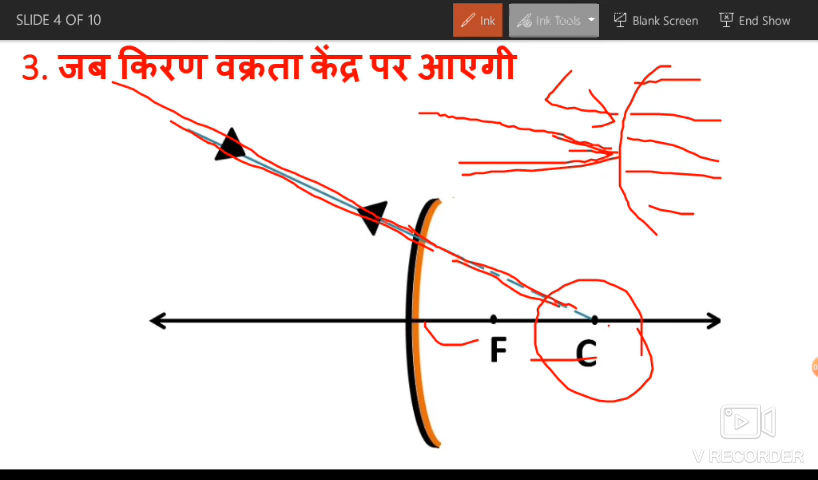 SLIDE 4 OF 10
Ink
Ink Tools
Blank Screen
End Show
3. जब किरण वक्रता केंद्र पर आएगी
F
C
V RECORDER